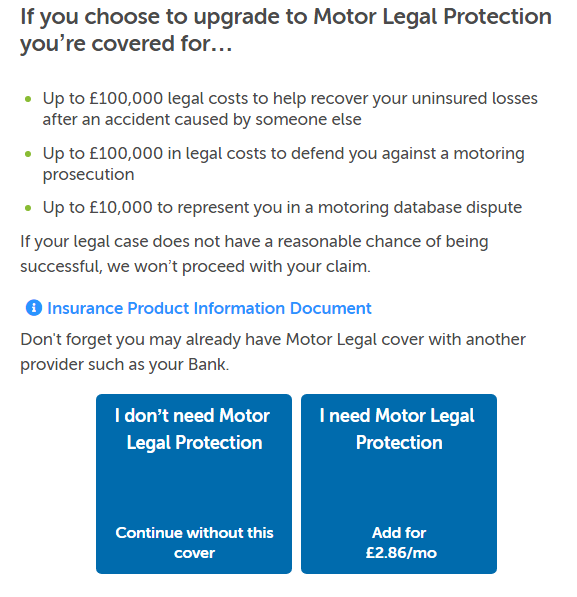 If you choose to upgrade to Motor Legal Protection
you’re covered for…
Up to £100,000 legal costs to help recover your uninsured losses
after an accident caused by someone else
Up to £100,000 in legal costs to defend you against a motoring
prosecution
Up to £10,000 to represent you in a motoring database dispute
If your legal case does not have a reasonable chance of being
successful, we won’t proceed with your claim.
Insurance Product Information Document
Don't forget you may already have Motor Legal cover with another
provider such as your Bank.
I don’t need Motor
Legal Protection
Continue without this
cover
I need Motor Legal
Protection
Add for
£2.86/mo